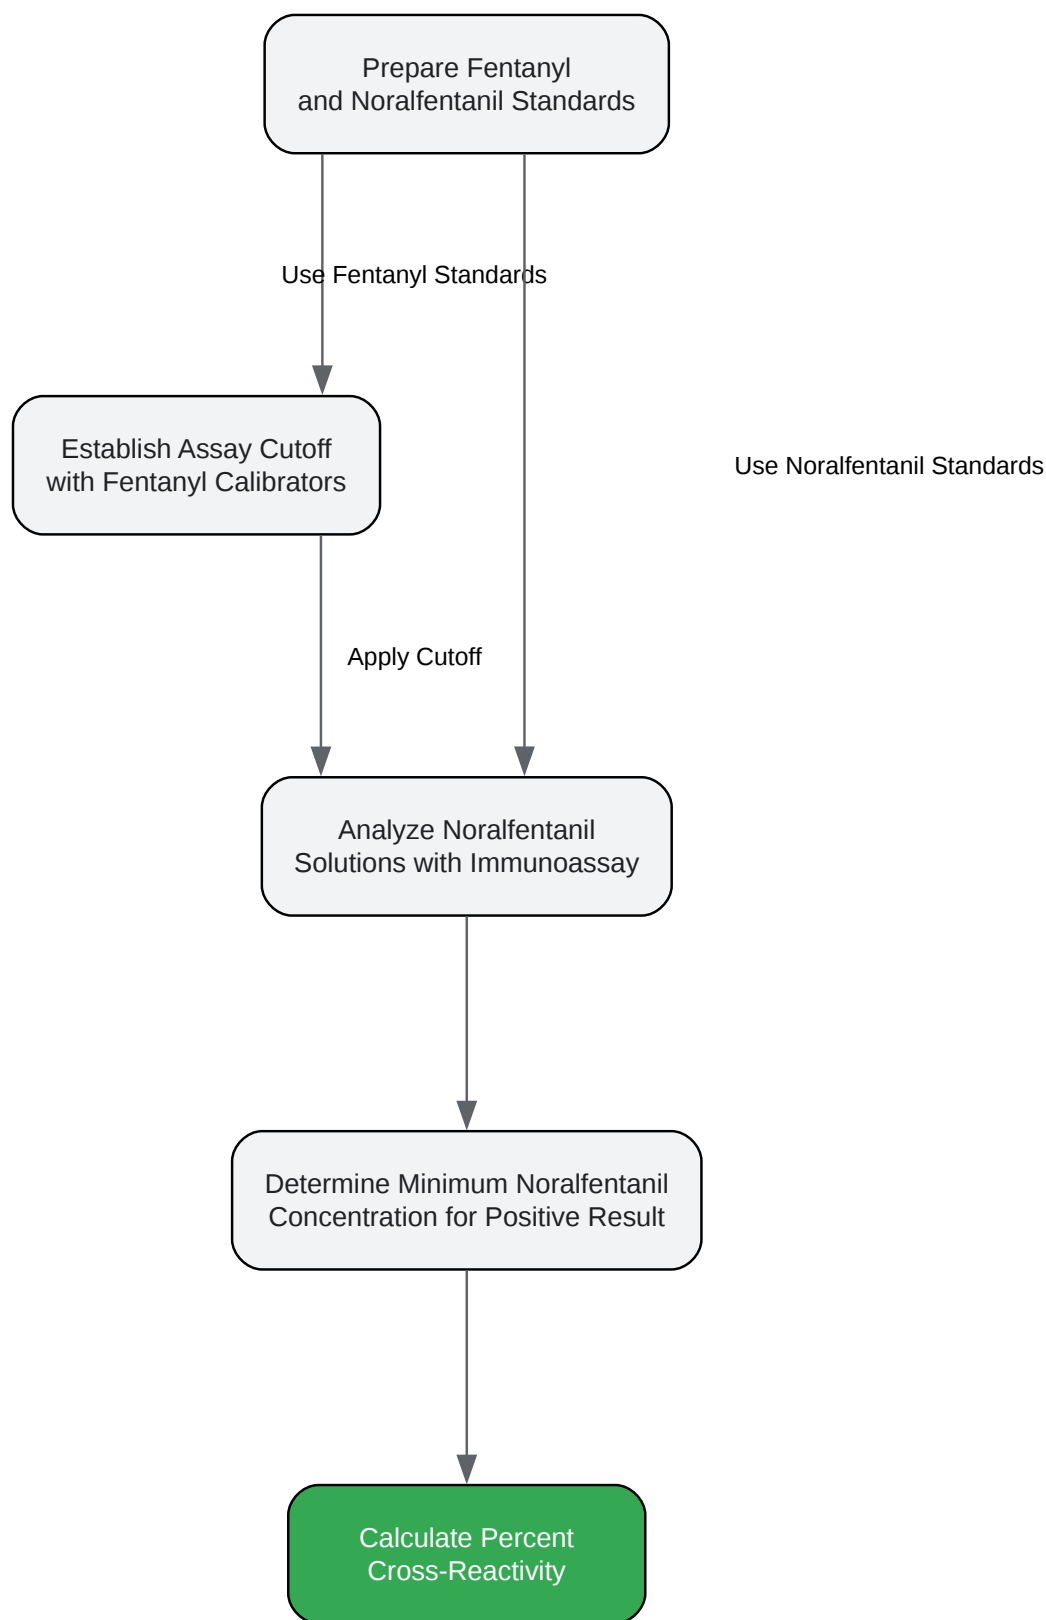 Prepare Fentanyl
and Noralfentanil Standards
Use Fentanyl Standards
Establish Assay Cutoff
with Fentanyl Calibrators
Use Noralfentanil Standards
Apply Cutoff
Analyze Noralfentanil
Solutions with Immunoassay
Determine Minimum Noralfentanil
Concentration for Positive Result
Calculate Percent
Cross-Reactivity